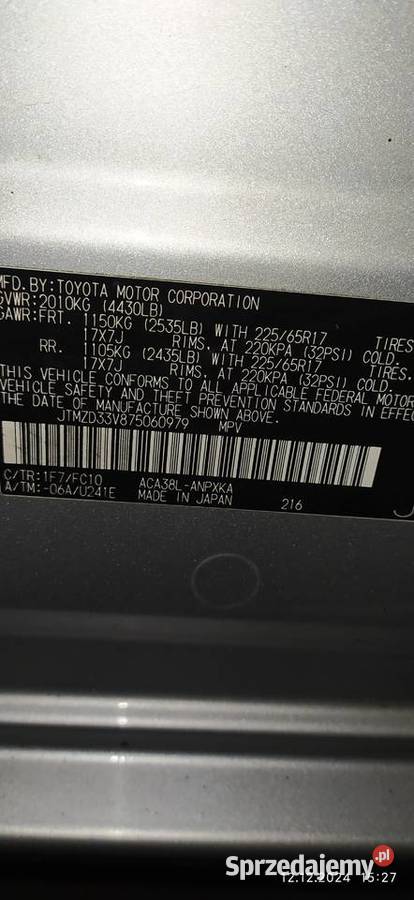 MFD. BY: TOYOTA MOTOR CORPORATION
GVWR: 2010KG (4430LB)
GAWR: FRT. 1150KG (2535LB) WITH 225/65R17 TIRES
17X7J RIMS. AT 220KPA (32PSI) COLD.
RR. 1105KG (2435LB) WITH 225/65R17 TIRES.
17X7J RIMS. AT 220KPA (32PSI) COLD.
THIS VEHICLE CONFORMS TO ALL APPLICABLE FEDERAL MOTOR
SAFETY AND THEFT PREVENTION STANDARDS IN EFFE
THE DATE OF MANUFACTURE SHOWN ABOVE.
JTMZD33V875060979 MPV
C/TR: 1F7/FC10 ACA38L-ANPXKA
A/TM: -06A/U241E MADE IN JAPAN 216
Sprzedajemy.pl
12.12.2024 15:27